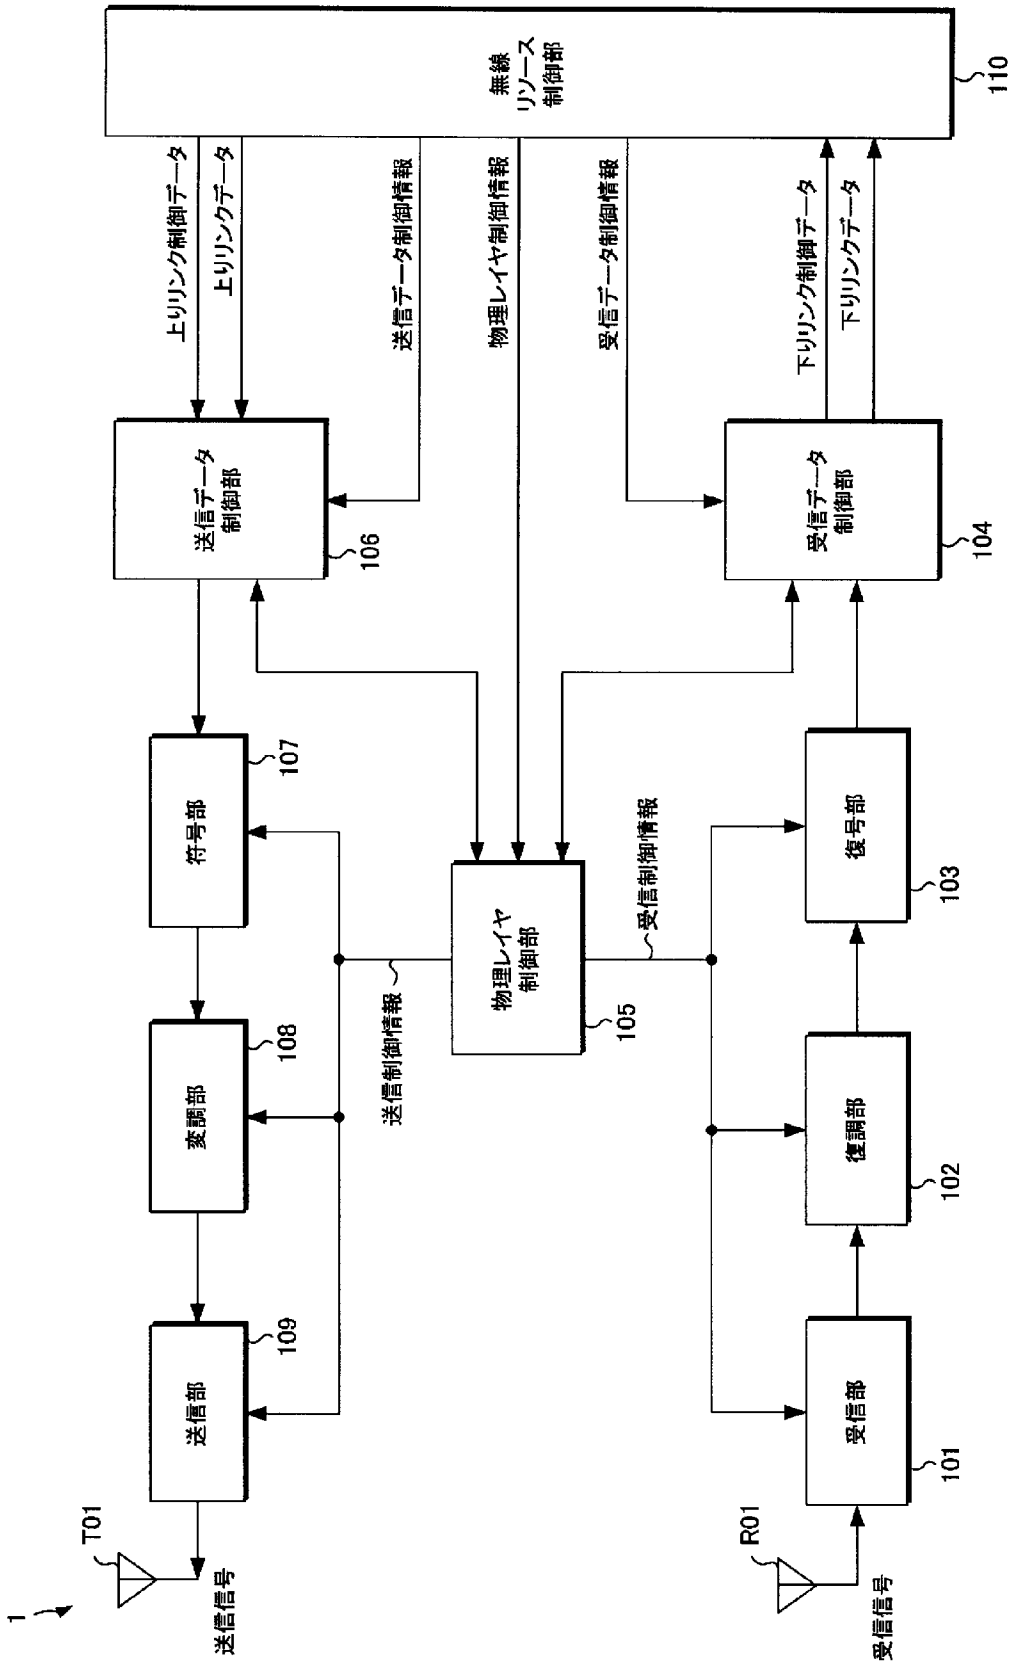 1
T01
送信信号
送信部
109
変調部
108
符号部
107
送信データ
制御部
106
上りリンク制御データ
上りリンクデータ
送信データ制御情報
物理レイヤ制御情報
受信データ制御情報
下りリンク制御データ
下りリンクデータ
無線
リソース
制御部
110
送信制御情報
物理レイヤ
制御部
105
受信制御情報
R01
受信信号
受信部
101
復調部
102
復号部
103
受信データ
制御部
104